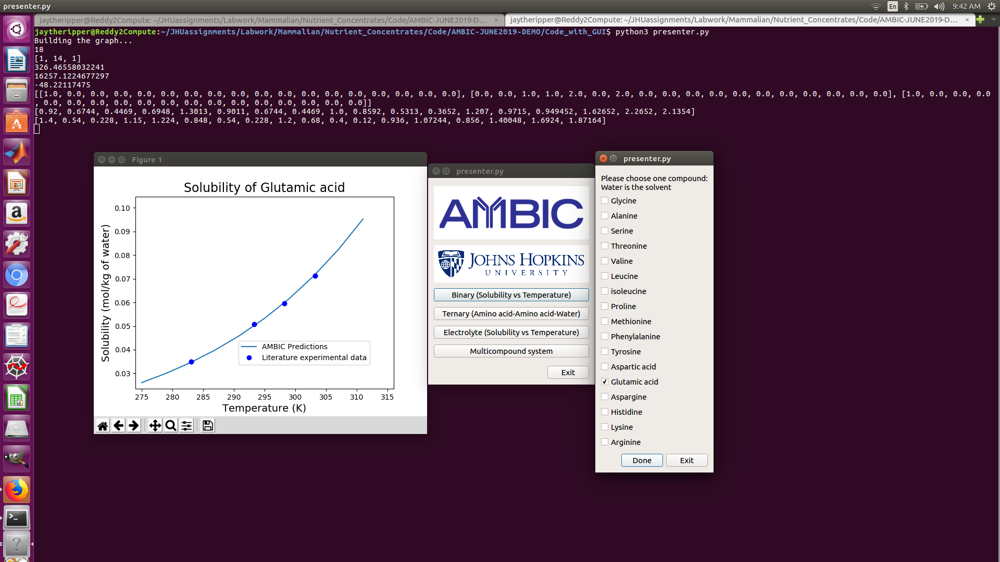 presenter.py
En
9:42 AM
jaytheripper@Reddy2Compute: ~/JHUassignments/Labwork/Mammalian/Nutrient_Concentrates/Code/AMBIC-JUNE2019-D...
jaytheripper@Reddy2Compute: ~/JHUassignments/Labwork/Mammalian/Nutrient_Concentrates/Code/AMBIC-JUNE2019-D...
jaytheripper@Reddy2Compute:~/JHUassignments/Labwork/Mammalian/Nutrient_Concentrates/Code/AMBIC-JUNE2019-DEMO/Code_with_GUI$ python3 presenter.py
Building the graph...
18
[1, 14, 1]
326.46558032241
16257.1224677297
-48.22117475
[[1.0, 0.0, 0.0, 0.0, 0.0, 0.0, 0.0, 0.0, 0.0, 0.0, 0.0, 0.0, 0.0, 0.0, 0.0, 0.0, 0.0, 0.0], [0.0, 0.0, 1.0, 1.0, 2.0, 0.0, 2.0, 0.0, 0.0, 0.0, 0.0, 0.0, 0.0, 0.0, 0.0, 0.0, 0.0, 0.0], [1.0, 0.0, 0.0, 0.0
, 0.0, 0.0, 0.0, 0.0, 0.0, 0.0, 0.0, 0.0, 0.0, 0.0, 0.0, 0.0, 0.0, 0.0]]
[0.92, 0.6744, 0.4469, 0.6948, 1.3013, 0.9011, 0.6744, 0.4469, 1.0, 0.8592, 0.5313, 0.3652, 1.207, 0.9715, 0.949452, 1.62652, 2.2652, 2.1354]
[1.4, 0.54, 0.228, 1.15, 1.224, 0.848, 0.54, 0.228, 1.2, 0.68, 0.4, 0.12, 0.936, 1.07244, 0.856, 1.40048, 1.6924, 1.87164]
Figure 1
Solubility of Glutamic acid
Solubility (mol/kg of water)
0.10
0.09
0.08
0.07
0.06
0.05
0.04
0.03
AMBIC Predictions
Literature experimental data
275 280 285 290 295 300 305 310 315
Temperature (K)
presenter.py
AMBIC
JOHNS HOPKINS
UNIVERSITY
Binary (Solubility vs Temperature)
Ternary (Amino acid-Amino acid-Water)
Electrolyte (Solubility vs Temperature)
Multicompound system
Exit
presenter.py
Please choose one compound:
Water is the solvent
Glycine
Alanine
Serine
Threonine
Valine
Leucine
isoleucine
Proline
Methionine
Phenylalanine
Tyrosine
Aspartic acid
Glutamic acid
Aspargine
Histidine
Lysine
Arginine
Done
Exit